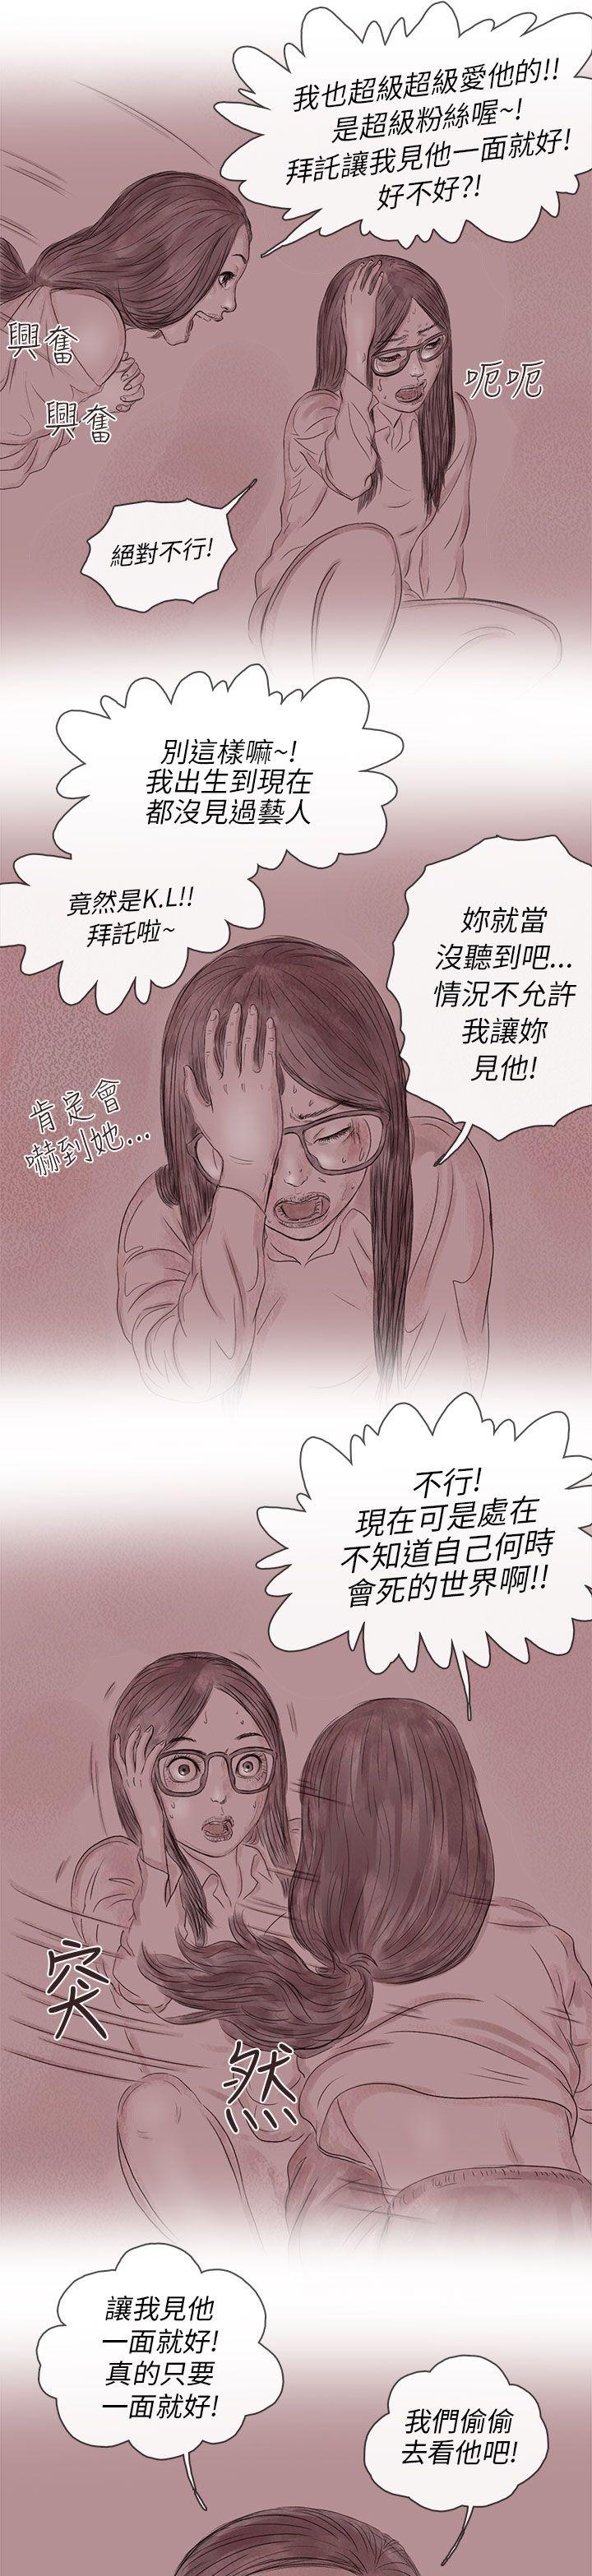 我也超級超級愛他的!!
是超級粉絲喔~!
拜託讓我見他一面就好!
好不好?!
興奮
興奮
呃呃
絕對不行!
別這樣嘛~!
我出生到現在
都沒見過藝人
竟然是K.L!!
拜託啦~
妳就當
沒聽到吧...
情況不允許
我讓妳
見他!
肯定會
嚇到她...
不行!
現在可是處在
不知道自己何時
會死的世界啊!!
突
然
讓我見他
一面就好!
真的只要
一面就好!
我們偷偷
去看他吧!